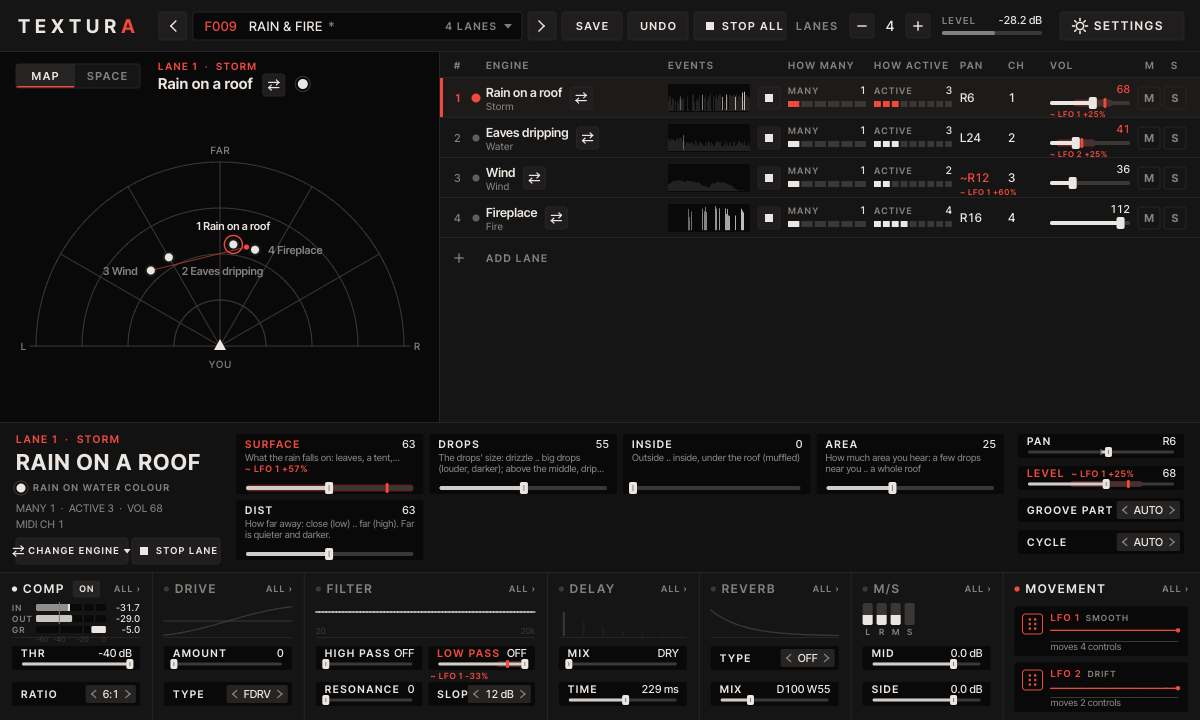 TEXTURA
F009 RAIN & FIRE *
4 LANES
SAVE
UNDO
STOP ALL
LANES
4
LEVEL -28.2 dB
SETTINGS
MAP
SPACE
LANE 1 · STORM
Rain on a roof
FAR
1 Rain on a roof
4 Fireplace
3 Wind
2 Eaves dripping
L
R
YOU
# ENGINE EVENTS HOW MANY HOW ACTIVE PAN CH VOL M S
1 Rain on a roof MANY 1 ACTIVE 3 R6 1 68 M S
Storm
~ LFO 1 +25%
2 Eaves dripping MANY 1 ACTIVE 3 L24 2 41 M S
Water
~ LFO 2 +25%
3 Wind MANY 1 ACTIVE 2 ~R12 3 36 M S
Wind
~ LFO 1 +60%
4 Fireplace MANY 1 ACTIVE 4 R16 4 112 M S
Fire
+ ADD LANE
LANE 1 · STORM
RAIN ON A ROOF
RAIN ON WATER COLOUR
MANY 1 · ACTIVE 3 · VOL 68
MIDI CH 1
CHANGE ENGINE
STOP LANE
SURFACE 63
What the rain falls on: leaves, a tent,...
~ LFO 1 +57%
DROPS 55
The drops' size: drizzle .. big drops
(louder, darker); above the middle, drip...
INSIDE 0
Outside .. inside, under the roof (muffled)
AREA 25
How much area you hear: a few drops
near you .. a whole roof
DIST 63
How far away: close (low) .. far (high). Far
is quieter and darker.
PAN R6
LEVEL ~ LFO 1 +25% 68
GROOVE PART < AUTO >
CYCLE < AUTO >
COMP ON ALL ›
IN -31.7
OUT -29.0
GR -5.0
-60 -40 -20 0
THR -40 dB
RATIO < 6:1 >
DRIVE ALL ›
AMOUNT 0
TYPE < FDRV >
FILTER ALL ›
20 20k
HIGH PASS OFF
LOW PASS OFF
~ LFO 1 -33%
RESONANCE 0
SLOP < 12 dB >
DELAY ALL ›
MIX DRY
TIME 229 ms
REVERB ALL ›
TYPE < OFF >
MIX D100 W55
M/S ALL ›
L R M S
MID 0.0 dB
SIDE 0.0 dB
MOVEMENT ALL ›
LFO 1 SMOOTH
moves 4 controls
LFO 2 DRIFT
moves 2 controls